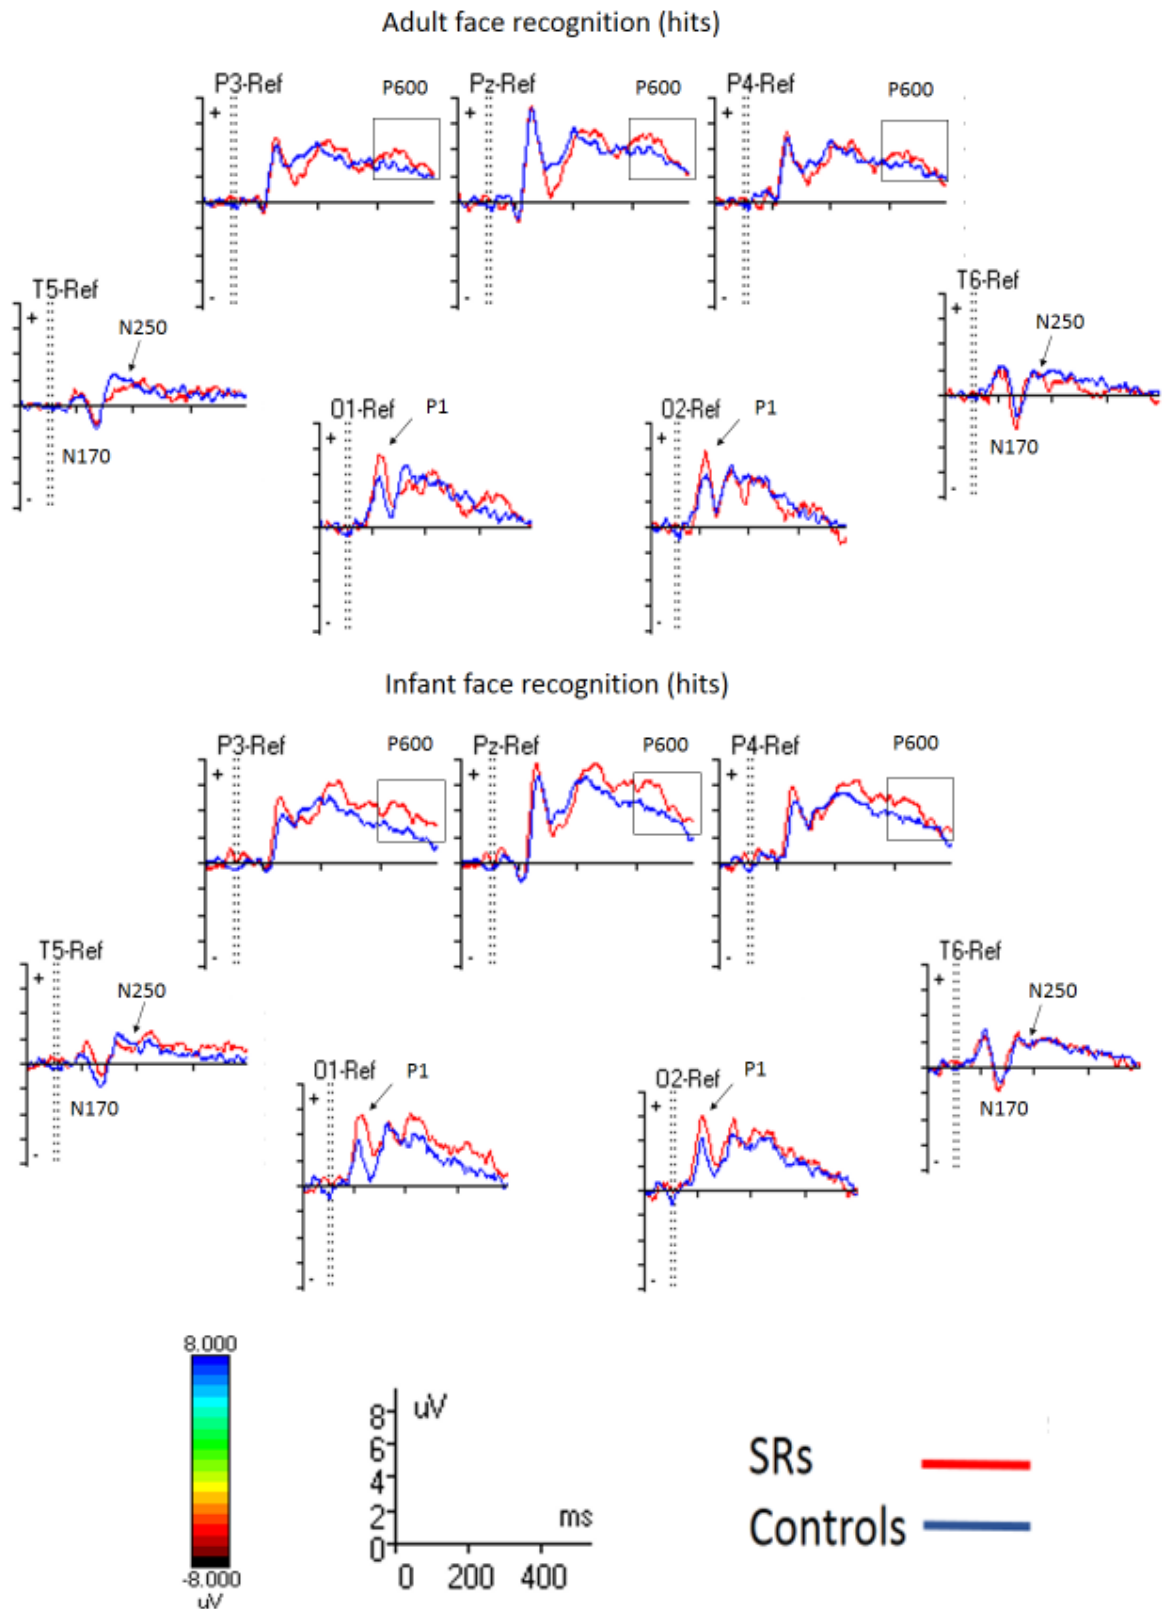 Adult face recognition (hits)
P3-Ref
P600
Pz-Ref
P600
P4-Ref
P600
+
+
+
-
-
-
T5-Ref
+
N250
N170
-
T6-Ref
+
N250
N170
-
O1-Ref
+
P1
-
O2-Ref
+
P1
-
Infant face recognition (hits)
P3-Ref
P600
Pz-Ref
P600
P4-Ref
P600
+
+
+
-
-
-
T5-Ref
+
N250
N170
-
T6-Ref
+
N250
N170
-
O1-Ref
+
P1
-
O2-Ref
+
P1
-
8.000
-8.000
uV
uV
8
6
4
2
0
ms
0 200 400
SRs
Controls